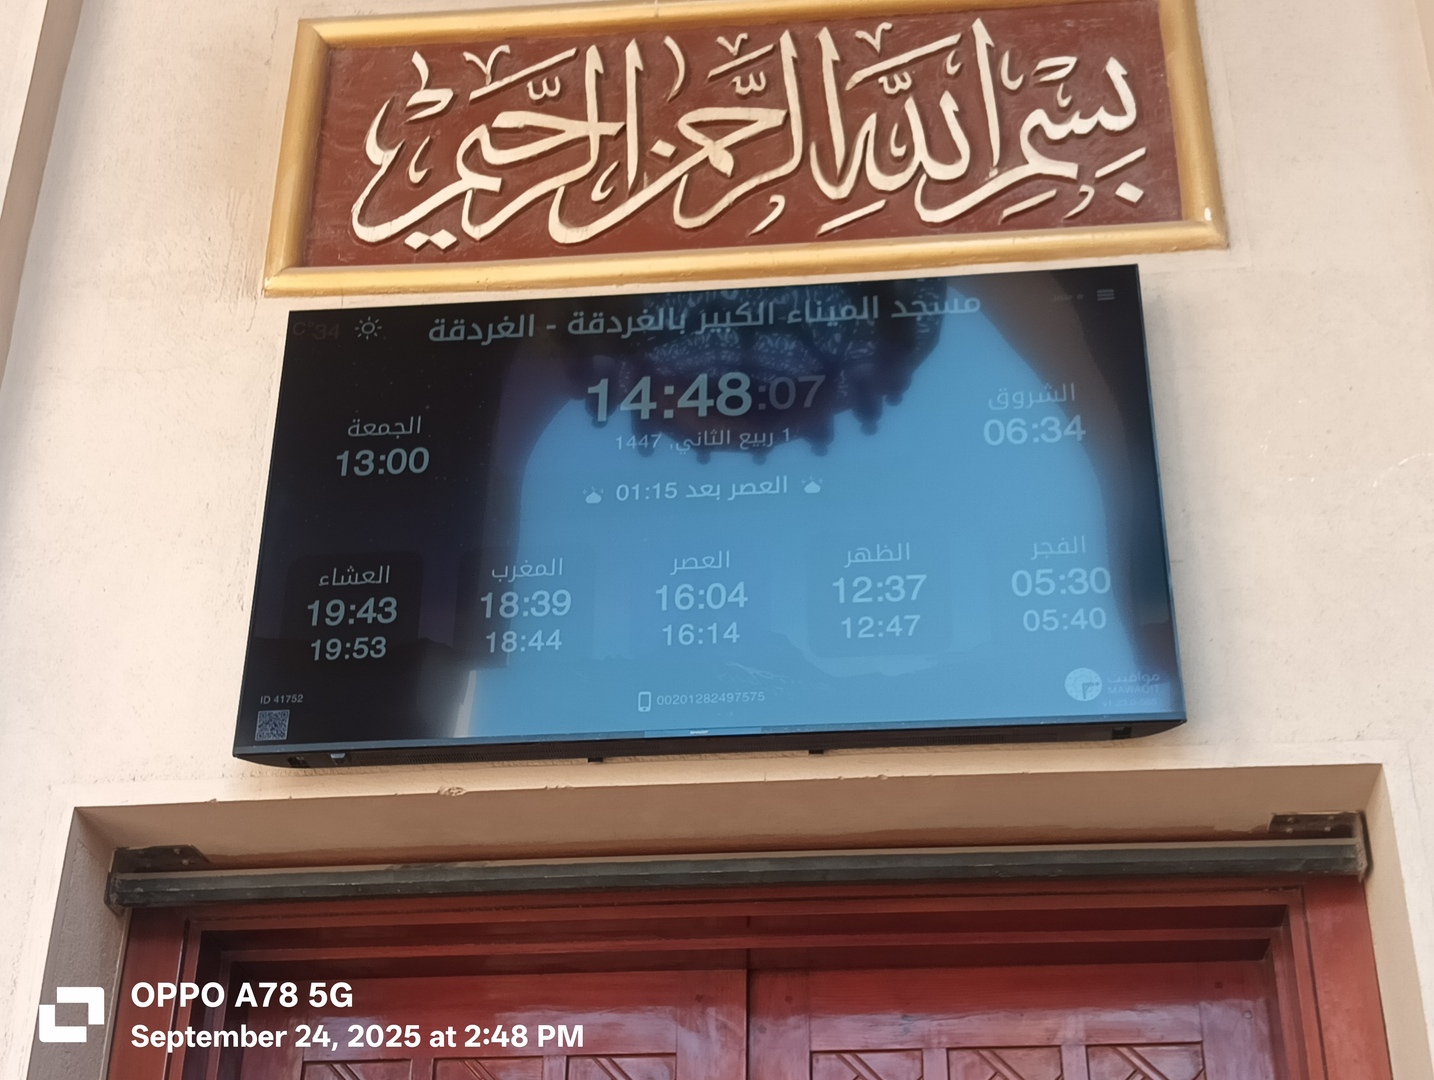 بسم الله الرحمن الرحيم
مسجد الميناء الكبير بالغردقة - الغردقة
34°C
14:48:07
1 ربيع الثاني, 1447
العصر بعد 01:15
الشروق
06:34
الجمعة
13:00
الفجر
05:30
05:40
الظهر
12:37
12:47
العصر
16:04
16:14
المغرب
18:39
18:44
العشاء
19:43
19:53
ID 41752
00201282497575
مواقيت
MAWAQIT
OPPO A78 5G
September 24, 2025 at 2:48 PM